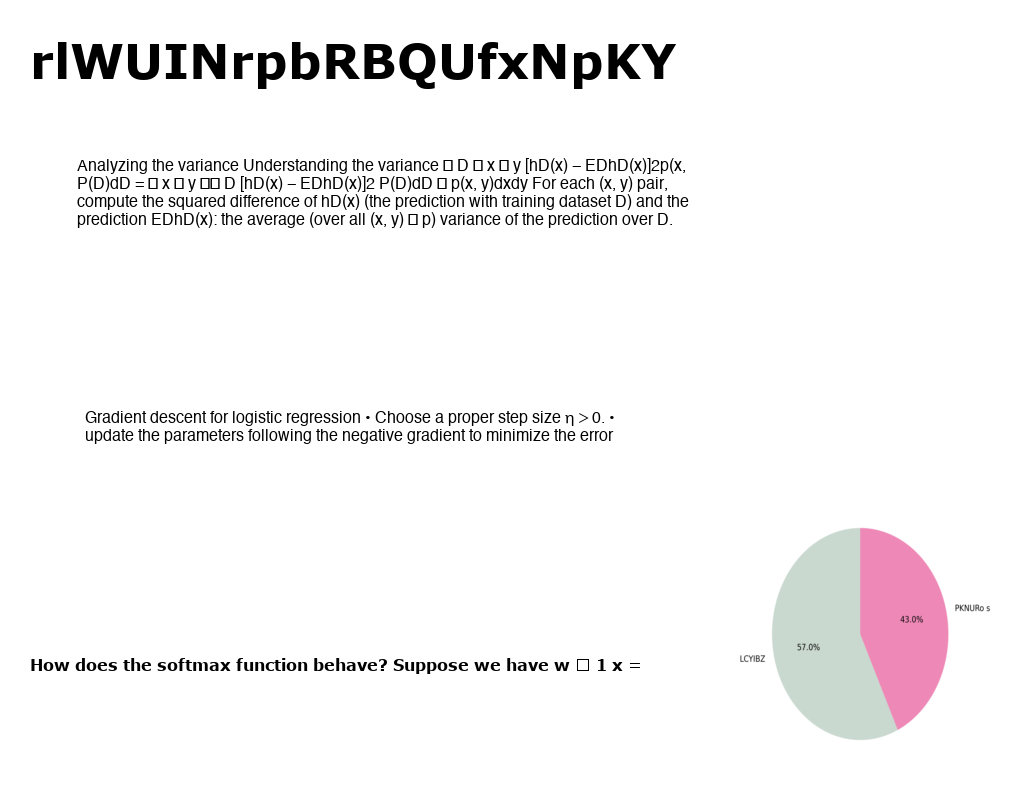 rlWUINrpbRBQUfxNpKY
Analyzing the variance Understanding the variance □ D □ x □ y [hD(x) − EDhD(x)]2p(x,
P(D)dD = □ x □ y □□ D [hD(x) − EDhD(x)]2 P(D)dD □ p(x, y)dxdy For each (x, y) pair,
compute the squared difference of hD(x) (the prediction with training dataset D) and the
prediction EDhD(x): the average (over all (x, y) □ p) variance of the prediction over D.
Gradient descent for logistic regression • Choose a proper step size η > 0. •
update the parameters following the negative gradient to minimize the error
PKNURo s
43.0%
57.0%
LCYIBZ
How does the softmax function behave? Suppose we have w □ 1 x =